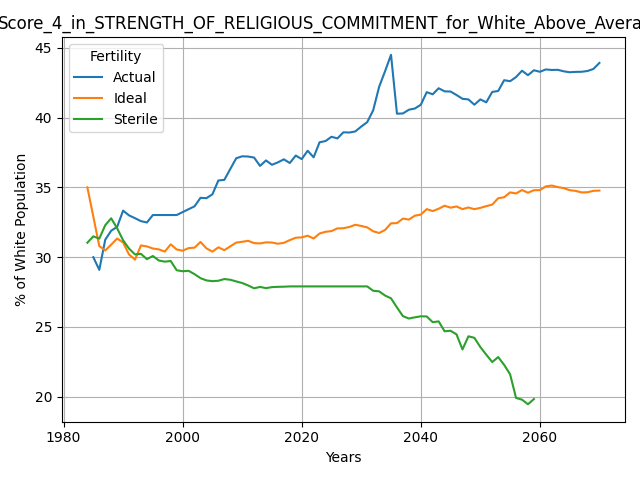 Score_4_in_STRENGTH_OF_RELIGIOUS_COMMITMENT_for_White_Above_Avera
Fertility
Actual
Ideal
Sterile
45
40
35
30
25
20
% of White Population
1980 2000 2020 2040 2060
Years